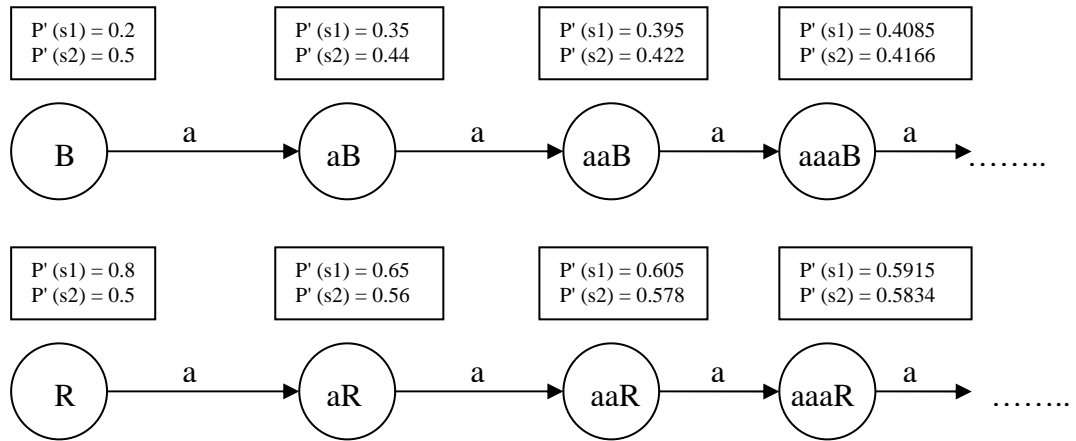 P' (s1) = 0.2
P' (s2) = 0.5
P' (s1) = 0.35
P' (s2) = 0.44
P' (s1) = 0.395
P' (s2) = 0.422
P' (s1) = 0.4085
P' (s2) = 0.4166
B
a
aB
a
aaB
a
aaaB
a
……..
P' (s1) = 0.8
P' (s2) = 0.5
P' (s1) = 0.65
P' (s2) = 0.56
P' (s1) = 0.605
P' (s2) = 0.578
P' (s1) = 0.5915
P' (s2) = 0.5834
R
a
aR
a
aaR
a
aaaR
a
……..